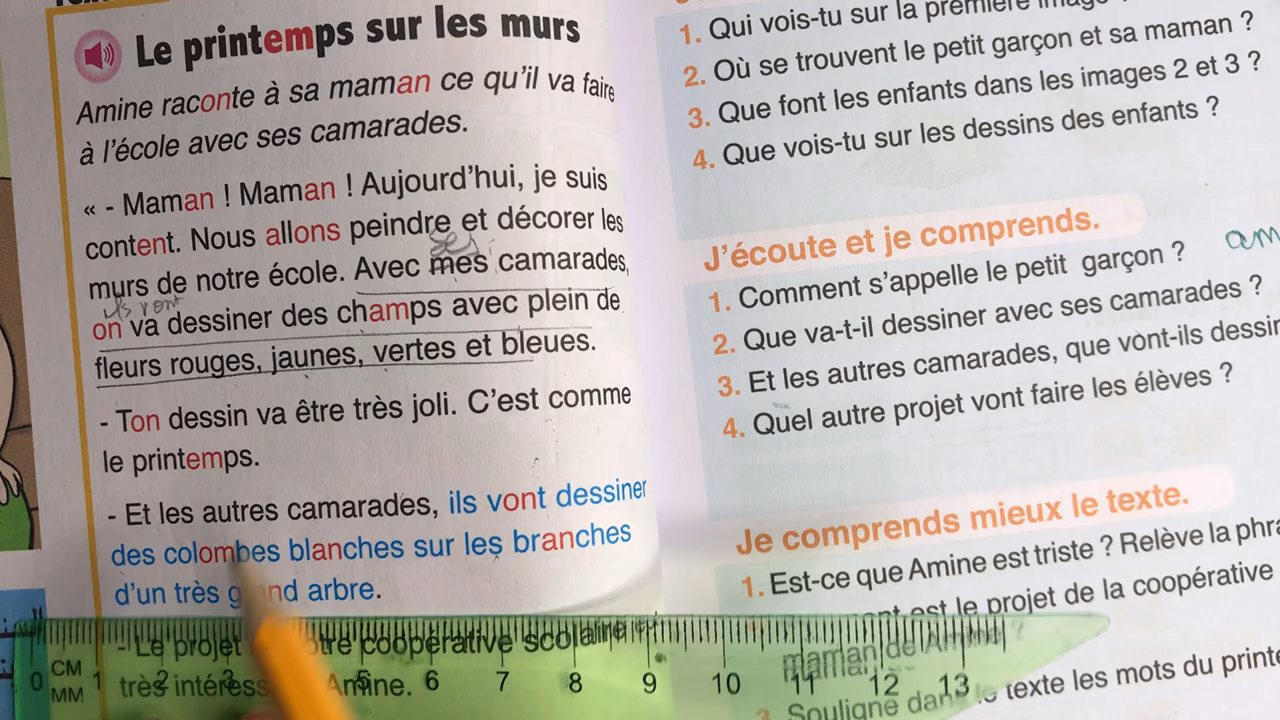 Le printemps sur les murs
Amine raconte à sa maman ce qu'il va faire
à l'école avec ses camarades.
« - Maman ! Maman ! Aujourd'hui, je suis
content. Nous allons peindre et décorer les
ses
murs de notre école. Avec mes camarades,
ils vont
on va dessiner des champs avec plein de
fleurs rouges, jaunes, vertes et bleues.
- Ton dessin va être très joli. C'est comme
le printemps.
- Et les autres camarades, ils vont dessiner
des colombes blanches sur les branches
d'un très grand arbre.
- Le projet tre coopérative scolaire
très intéress Amine.
1. Qui vois-tu sur la première
2. Où se trouvent le petit garçon et sa maman ?
3. Que font les enfants dans les images 2 et 3 ?
4. Que vois-tu sur les dessins des enfants ?
J'écoute et je comprends.
1. Comment s'appelle le petit garçon ? am
2. Que va-t-il dessiner avec ses camarades ?
3. Et les autres camarades, que vont-ils dessin
4. Quel autre projet vont faire les élèves ?
Je comprends mieux le texte.
1. Est-ce que Amine est triste ? Relève la phra
est le projet de la coopérative
maman de Amine ?
3. Souligne dans le texte les mots du printe
CM
MM
0 1 2 3 5 6 7 8 9 10 11 12 13